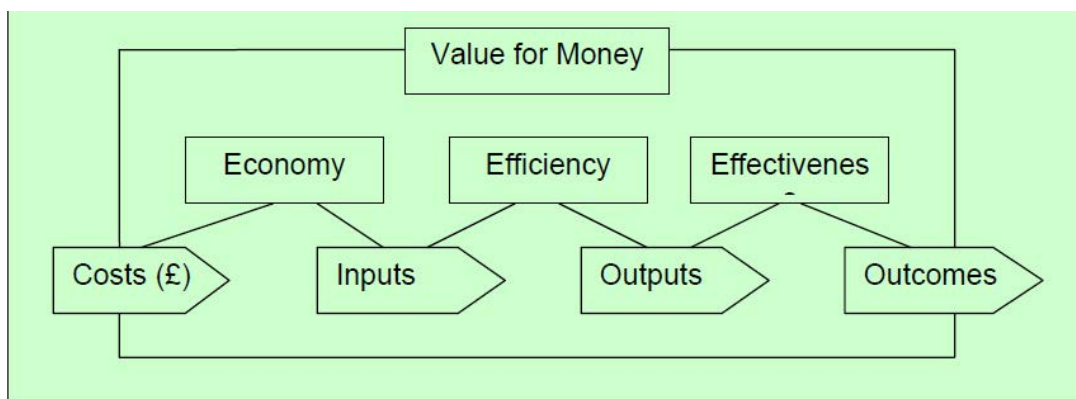 Value for Money
Economy
Efficiency
Effectivenes
Costs (£)
Inputs
Outputs
Outcomes